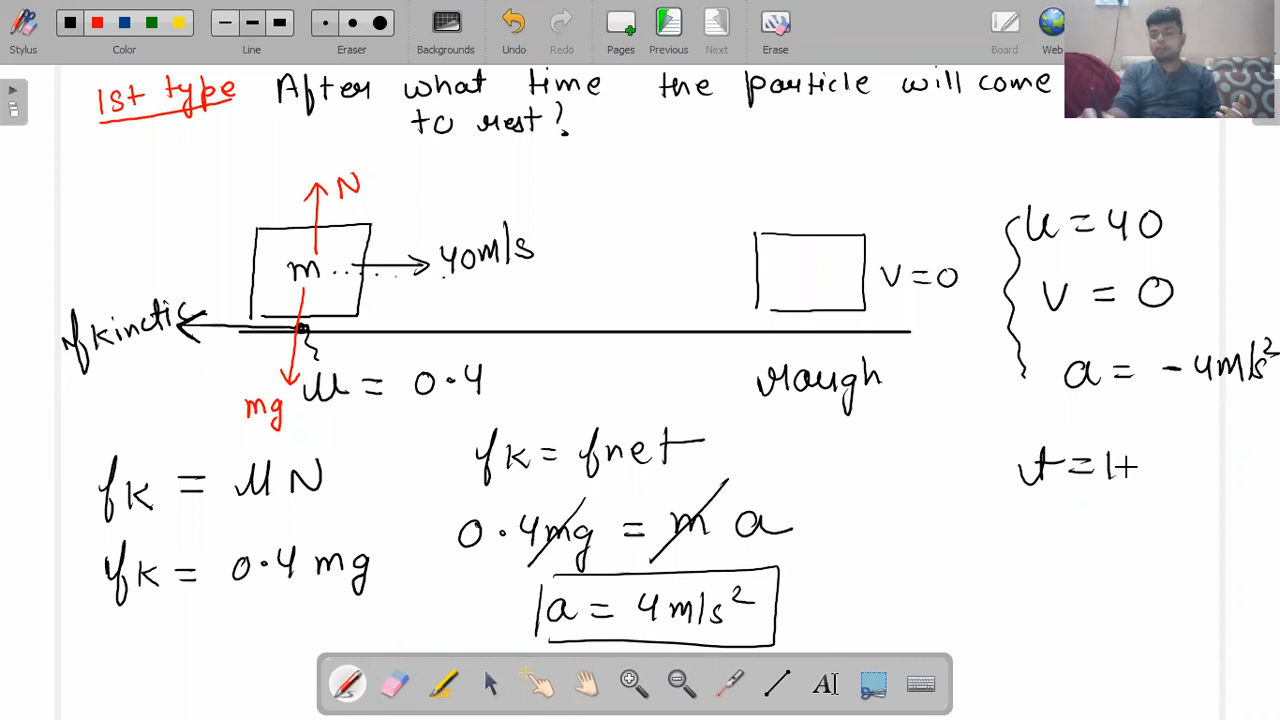 Stylus
Color
Line
Eraser
Backgrounds
Undo
Redo
Pages
Previous
Next
Erase
Board
Web
1st type After what time the particle will come
to rest?
N
m
40m/s
fkinetic
mg
μ = 0.4
v = 0
rough
u = 40
v = 0
a = -4m/s²
fK = μN
fK = 0.4 mg
fK = fnet
0.4mg = m a
a = 4m/s²
AI